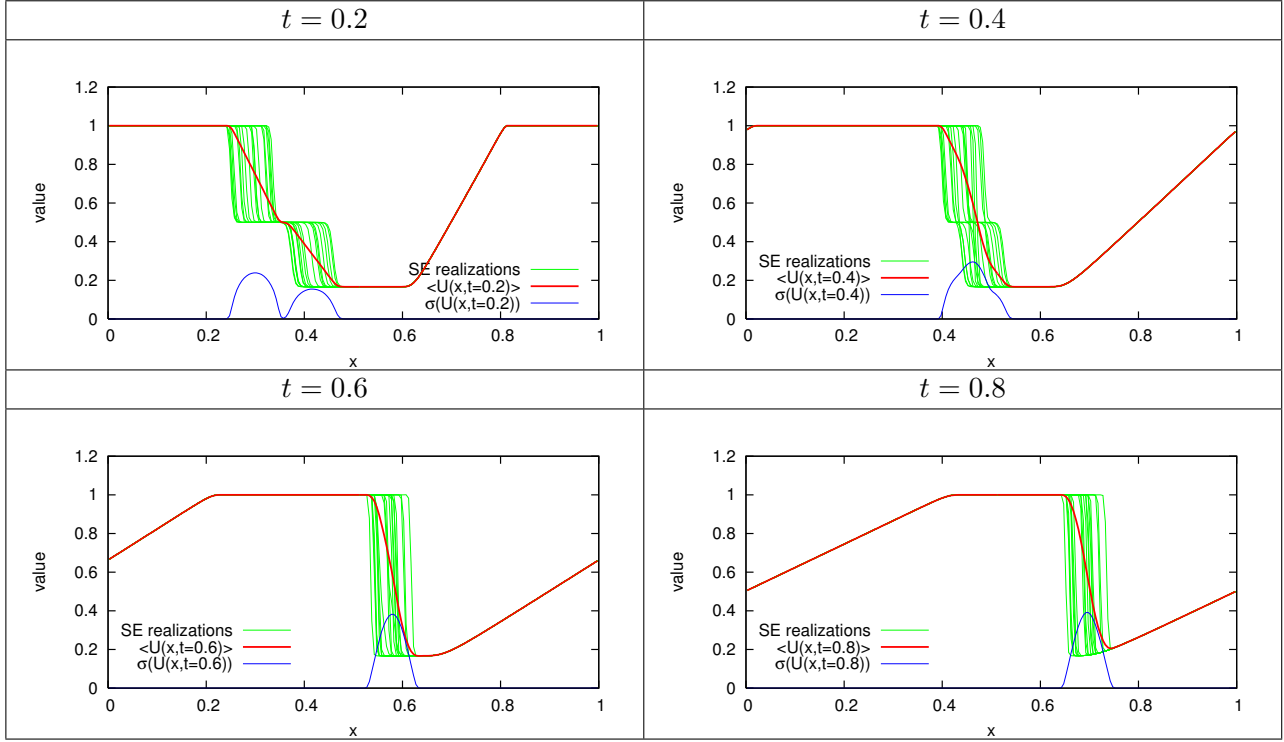 t = 0.2
t = 0.4
1.2
1
0.8
0.6
0.4
0.2
0
value
SE realizations
<U(x,t=0.2)>
σ(U(x,t=0.2))
0 0.2 0.4 0.6 0.8 1
x
1.2
1
0.8
0.6
0.4
0.2
0
value
SE realizations
<U(x,t=0.4)>
σ(U(x,t=0.4))
0 0.2 0.4 0.6 0.8 1
x
t = 0.6
t = 0.8
1.2
1
0.8
0.6
0.4
0.2
0
value
SE realizations
<U(x,t=0.6)>
σ(U(x,t=0.6))
0 0.2 0.4 0.6 0.8 1
x
1.2
1
0.8
0.6
0.4
0.2
0
value
SE realizations
<U(x,t=0.8)>
σ(U(x,t=0.8))
0 0.2 0.4 0.6 0.8 1
x